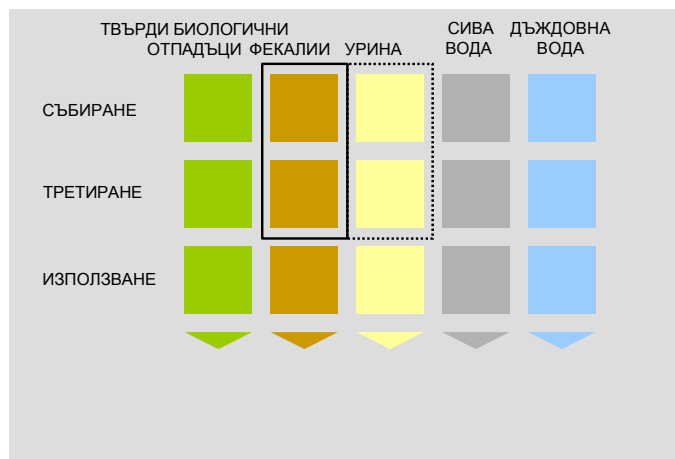 ТВЪРДИ БИОЛОГИЧНИ
ОТПАДЪЦИ
ФЕКАЛИИ
УРИНА
СИВА
ВОДА
ДЪЖДОВНА
ВОДА
СЪБИРАНЕ
ТРЕТИРАНЕ
ИЗПОЛЗВАНЕ